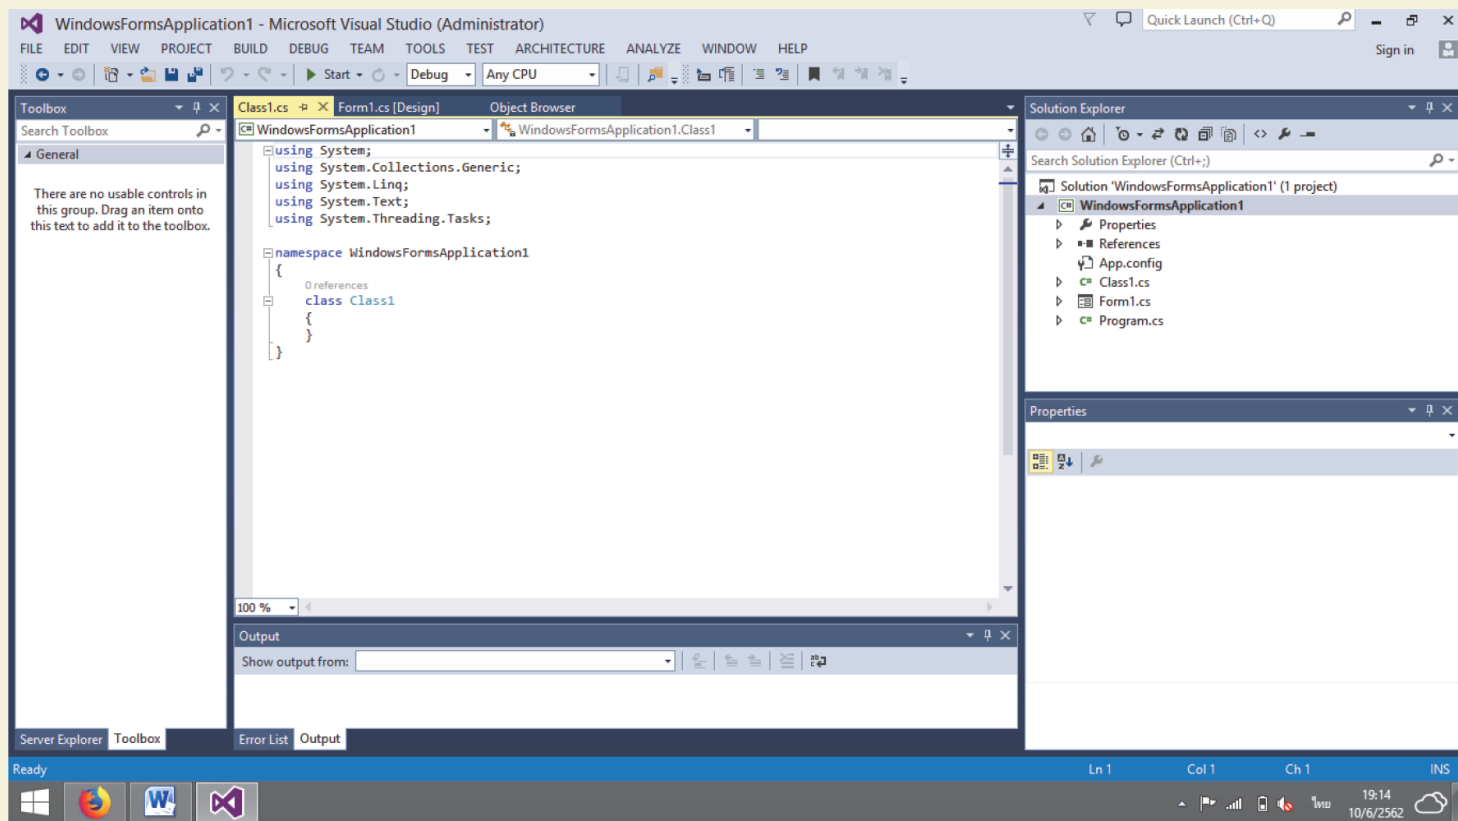 WindowsFormsApplication1 - Microsoft Visual Studio (Administrator)
Quick Launch (Ctrl+Q)
FILE EDIT VIEW PROJECT BUILD DEBUG TEAM TOOLS TEST ARCHITECTURE ANALYZE WINDOW HELP
Sign in
Start
Debug
Any CPU
Toolbox
Search Toolbox
General
There are no usable controls in
this group. Drag an item onto
this text to add it to the toolbox.
Server Explorer
Toolbox
Class1.cs
Form1.cs [Design]
Object Browser
WindowsFormsApplication1
WindowsFormsApplication1.Class1
using System;
using System.Collections.Generic;
using System.Linq;
using System.Text;
using System.Threading.Tasks;
namespace WindowsFormsApplication1
{
0 references
class Class1
{
}
}
100 %
Output
Show output from:
Error List
Output
Solution Explorer
Search Solution Explorer (Ctrl+;)
Solution 'WindowsFormsApplication1' (1 project)
WindowsFormsApplication1
Properties
References
App.config
Class1.cs
Form1.cs
Program.cs
Properties
Ready
Ln 1
Col 1
Ch 1
INS
ไทย
19:14
10/6/2562